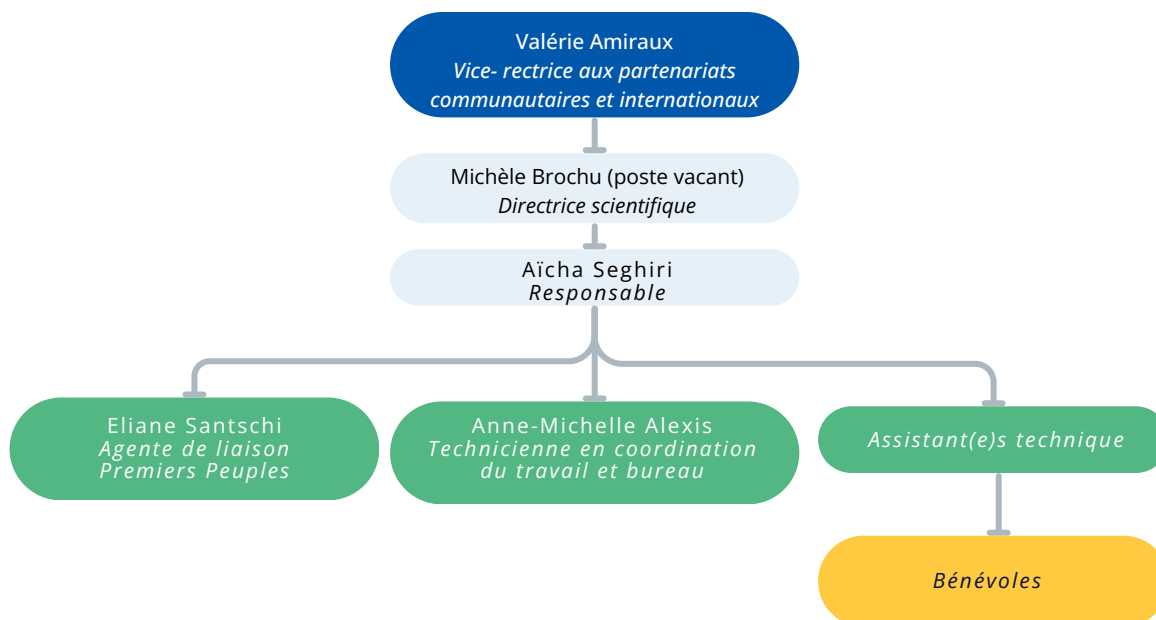 Valérie Amiraux
Vice- rectrice aux partenariats
communautaires et internationaux
Michèle Brochu (poste vacant)
Directrice scientifique
Aïcha Seghiri
Responsable
Eliane Santschi
Agente de liaison
Premiers Peuples
Anne-Michelle Alexis
Technicienne en coordination
du travail et bureau
Assistant(e)s technique
Bénévoles